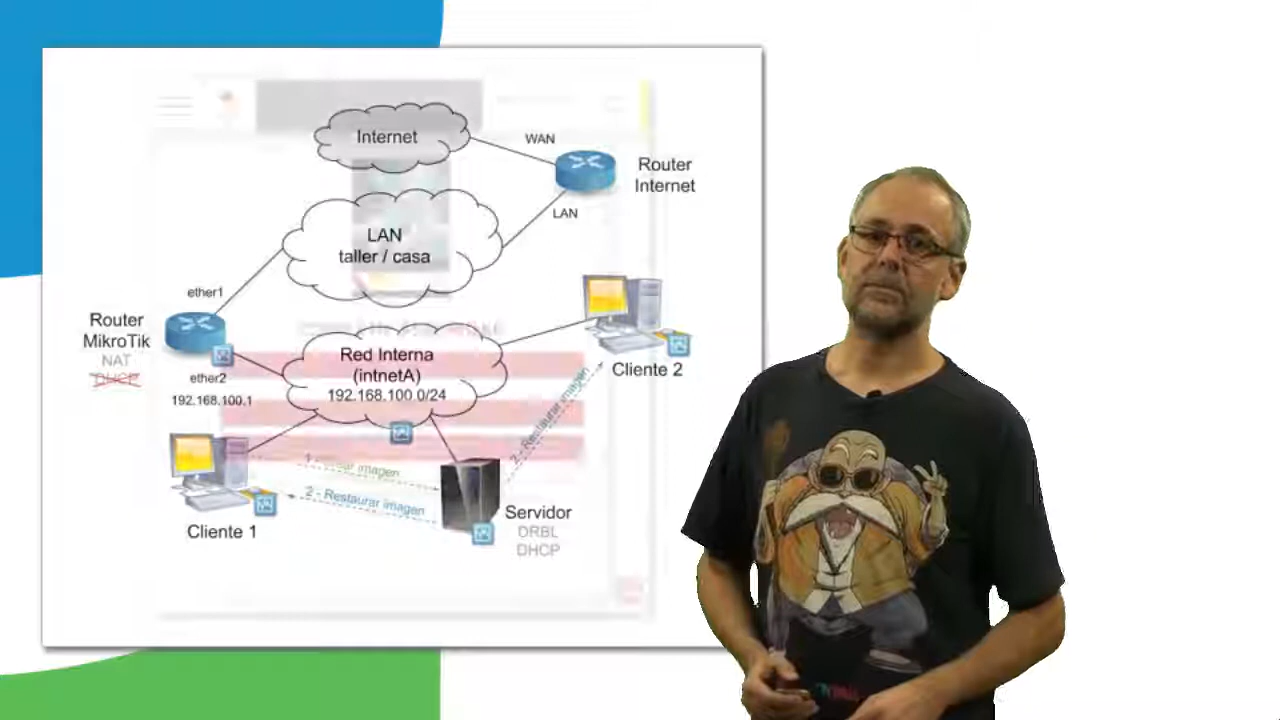 Internet
WAN
Router
Internet
LAN
LAN
taller / casa
ether1
Router
MikroTik
NAT
DHCP
ether2
192.168.100.1
Red Interna
(intnetA)
192.168.100.0/24
Cliente 2
2 - Restaurar imagen
imagen
2 - Restaurar imagen
Cliente 1
Servidor
DRBL
DHCP